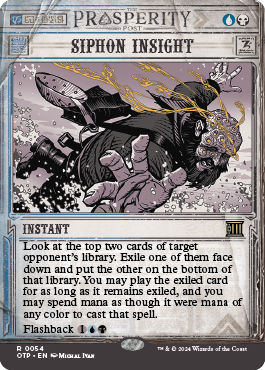 THE
PROSPERITY
POST
SIPHON INSIGHT
INSTANT
Look at the top two cards of target
opponent's library. Exile one of them face
down and put the other on the bottom of
that library. You may play the exiled card
for as long as it remains exiled, and you
may spend mana as though it were mana of
any color to cast that spell.
Flashback 1
R 0054
OTP • EN MICHAL IVAN
™ & © 2024 Wizards of the Coast